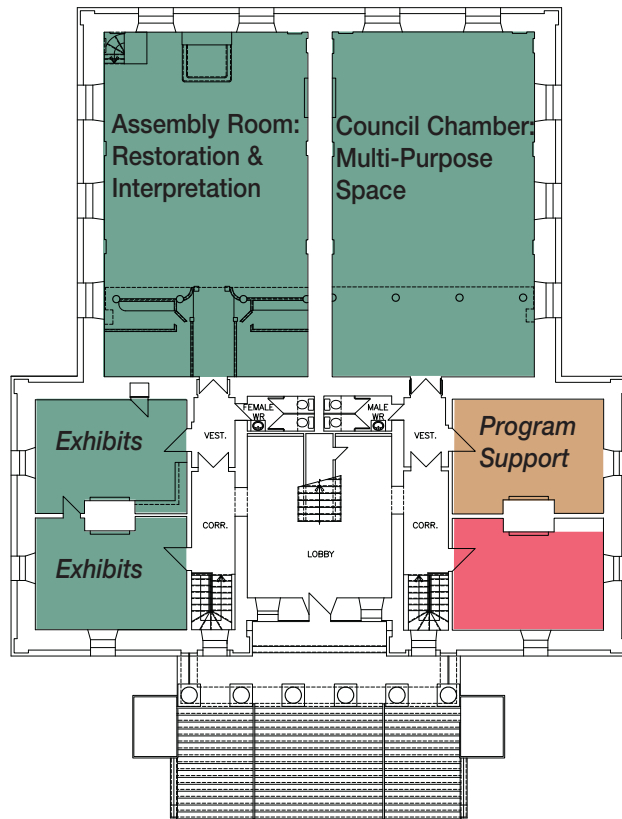 Assembly Room:
Restoration &
Interpretation
Council Chamber:
Multi-Purpose
Space
FEMALE
WR
MALE
WR
Exhibits
VEST.
VEST.
Program
Support
CORR.
LOBBY
CORR.
Exhibits